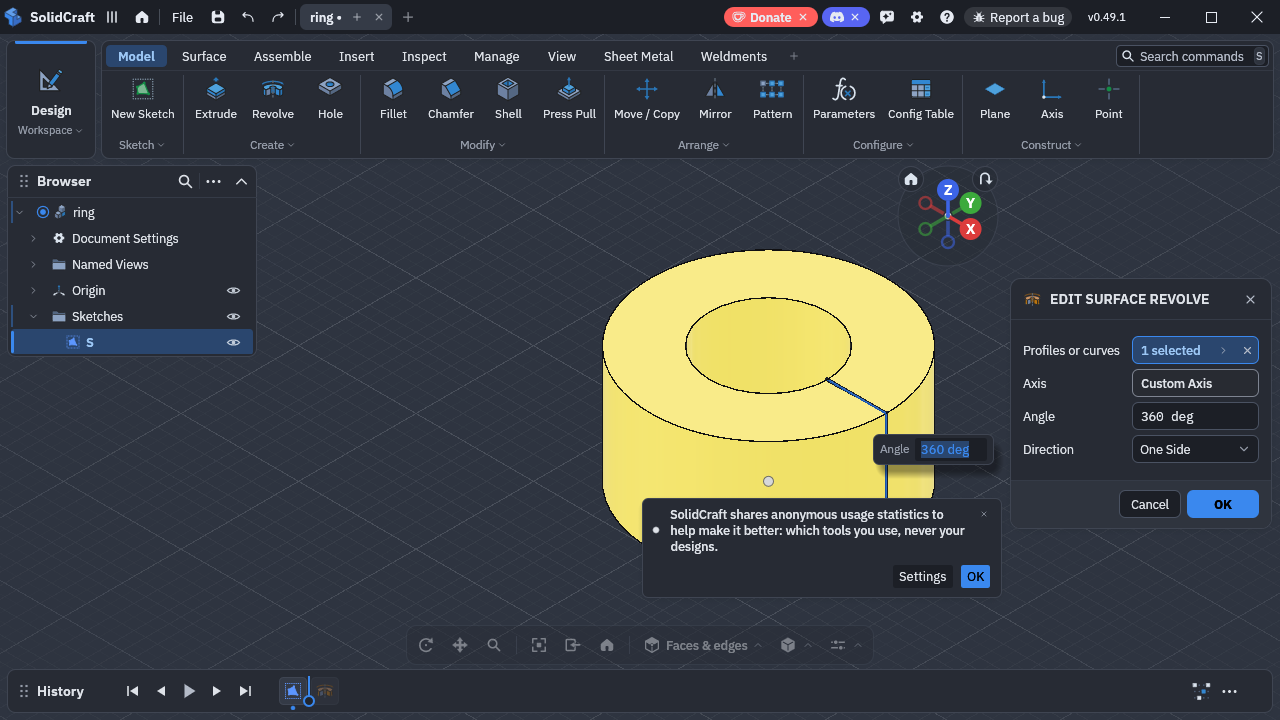 SolidCraft
File
ring •
Donate
Report a bug
v0.49.1
Design
Workspace
Model
Surface
Assemble
Insert
Inspect
Manage
View
Sheet Metal
Weldments
Search commands
S
New Sketch
Extrude
Revolve
Hole
Fillet
Chamfer
Shell
Press Pull
Move / Copy
Mirror
Pattern
Parameters
Config Table
Plane
Axis
Point
Sketch
Create
Modify
Arrange
Configure
Construct
Browser
ring
Document Settings
Named Views
Origin
Sketches
S
Z
Y
X
EDIT SURFACE REVOLVE
Profiles or curves
1 selected
Axis
Custom Axis
Angle
360 deg
Direction
One Side
Cancel
OK
Angle
360 deg
SolidCraft shares anonymous usage statistics to
help make it better: which tools you use, never your
designs.
Settings
OK
Faces & edges
History